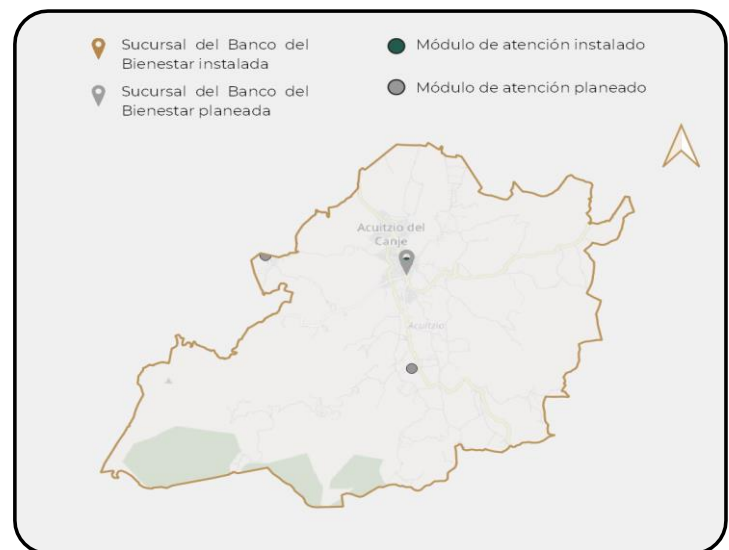 Sucursal del Banco del
Bienestar instalada
Sucursal del Banco del
Bienestar planeada
Módulo de atención instalado
Módulo de atención planeado
Acuitzio del
Canje
Acuitzio